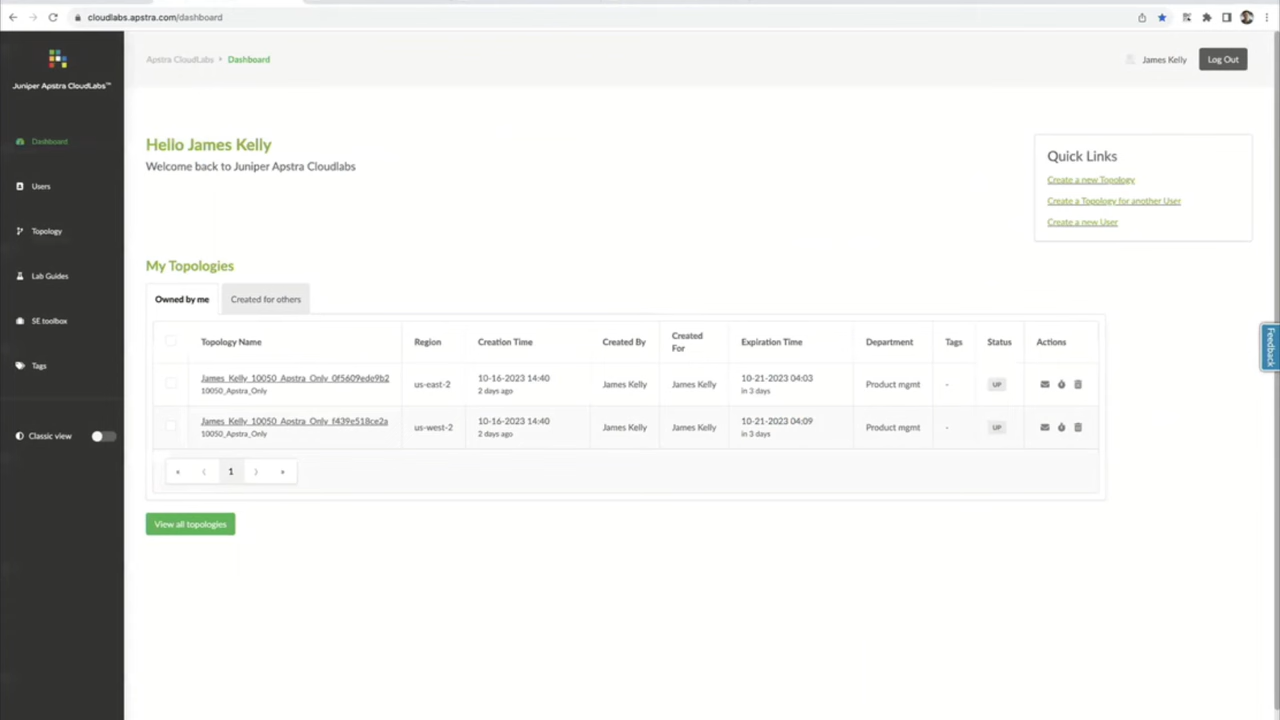 cloudlabs.apstra.com/dashboard
Juniper Apstra CloudLabs™
Apstra CloudLabs Dashboard
James Kelly
Log Out
Dashboard
Users
Topology
Lab Guides
SE toolbox
Tags
Classic view
Hello James Kelly
Welcome back to Juniper Apstra Cloudlabs
Quick Links
Create a new Topology
Create a Topology for another User
Create a new User
My Topologies
Owned by me Created for others
Topology Name Region Creation Time Created By Created For Expiration Time Department Tags Status Actions
James_Kelly_10050_Apstra_Only_0f5609ede9b2 us-east-2 10-16-2023 14:40 James Kelly James Kelly 10-21-2023 04:03 Product mgmt - UP
10050_Apstra_Only 2 days ago in 3 days
James_Kelly_10050_Apstra_Only_f439e518ce2a us-west-2 10-16-2023 14:40 James Kelly James Kelly 10-21-2023 04:09 Product mgmt - UP
10050_Apstra_Only 2 days ago in 3 days
« ‹ 1 › »
View all topologies
Feedback